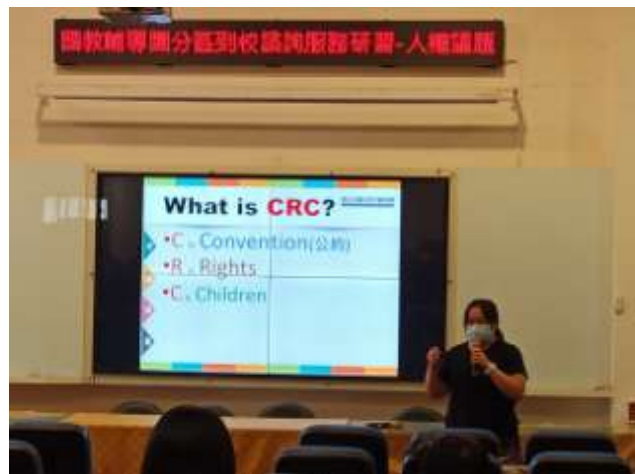 國教輔導團分區到校諮詢服務研習-人權議題
What is CRC?
•C、Convention(公約)
•R、Rights
•C、Children